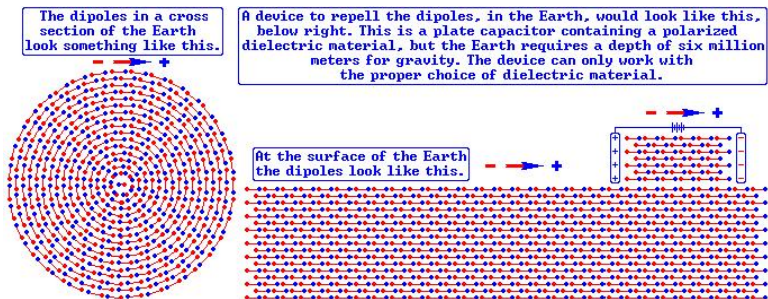 The dipoles in a cross
section of the Earth
look something like this.
A device to repell the dipoles, in the Earth, would look like this,
below right. This is a plate capacitor containing a polarized
dielectric material, but the Earth requires a depth of six million
meters for gravity. The device can only work with
the proper choice of dielectric material.
At the surface of the Earth
the dipoles look like this.